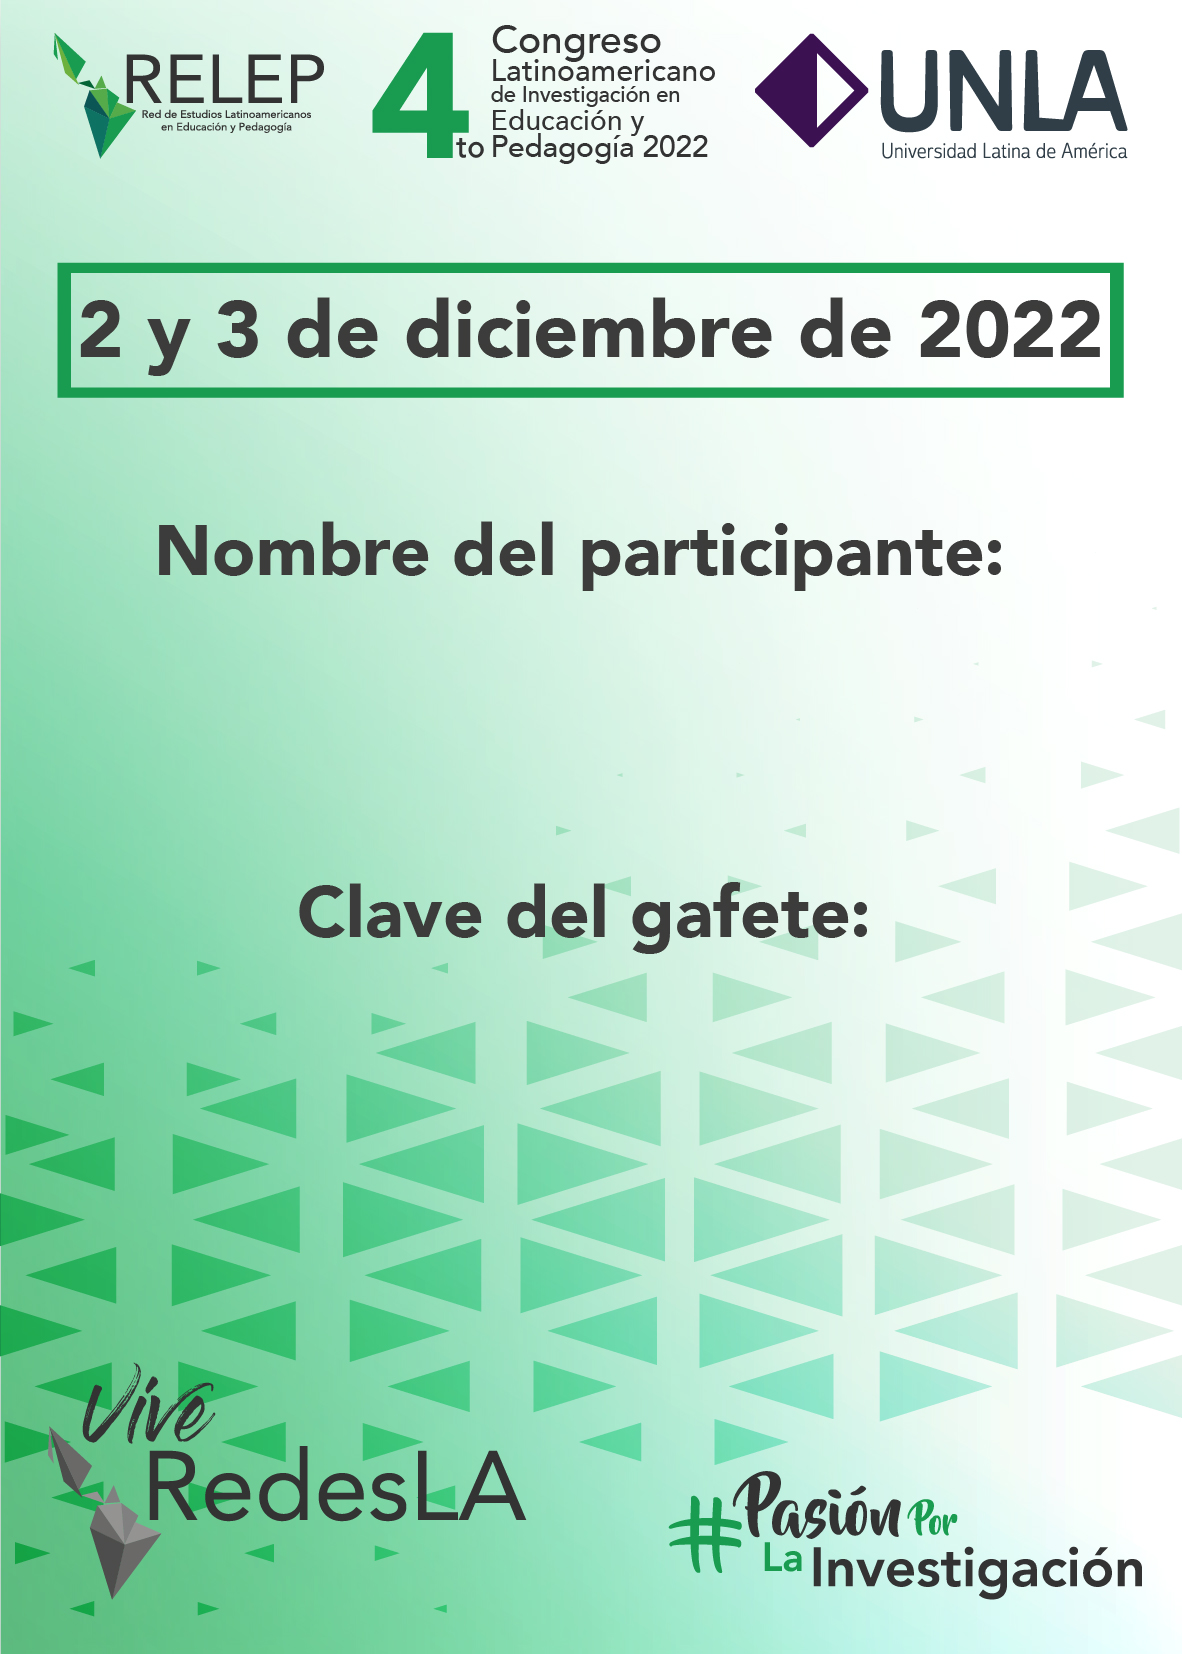 RELEP
Red de Estudios Latinoamericanos
en Educación y Pedagogía
4to
Congreso
Latinoamericano
de Investigación en
Educación y
Pedagogía 2022
UNLA
Universidad Latina de América
2 y 3 de diciembre de 2022
Nombre del participante:
Clave del gafete:
Vive
RedesLA
#Pasión Por
La Investigación